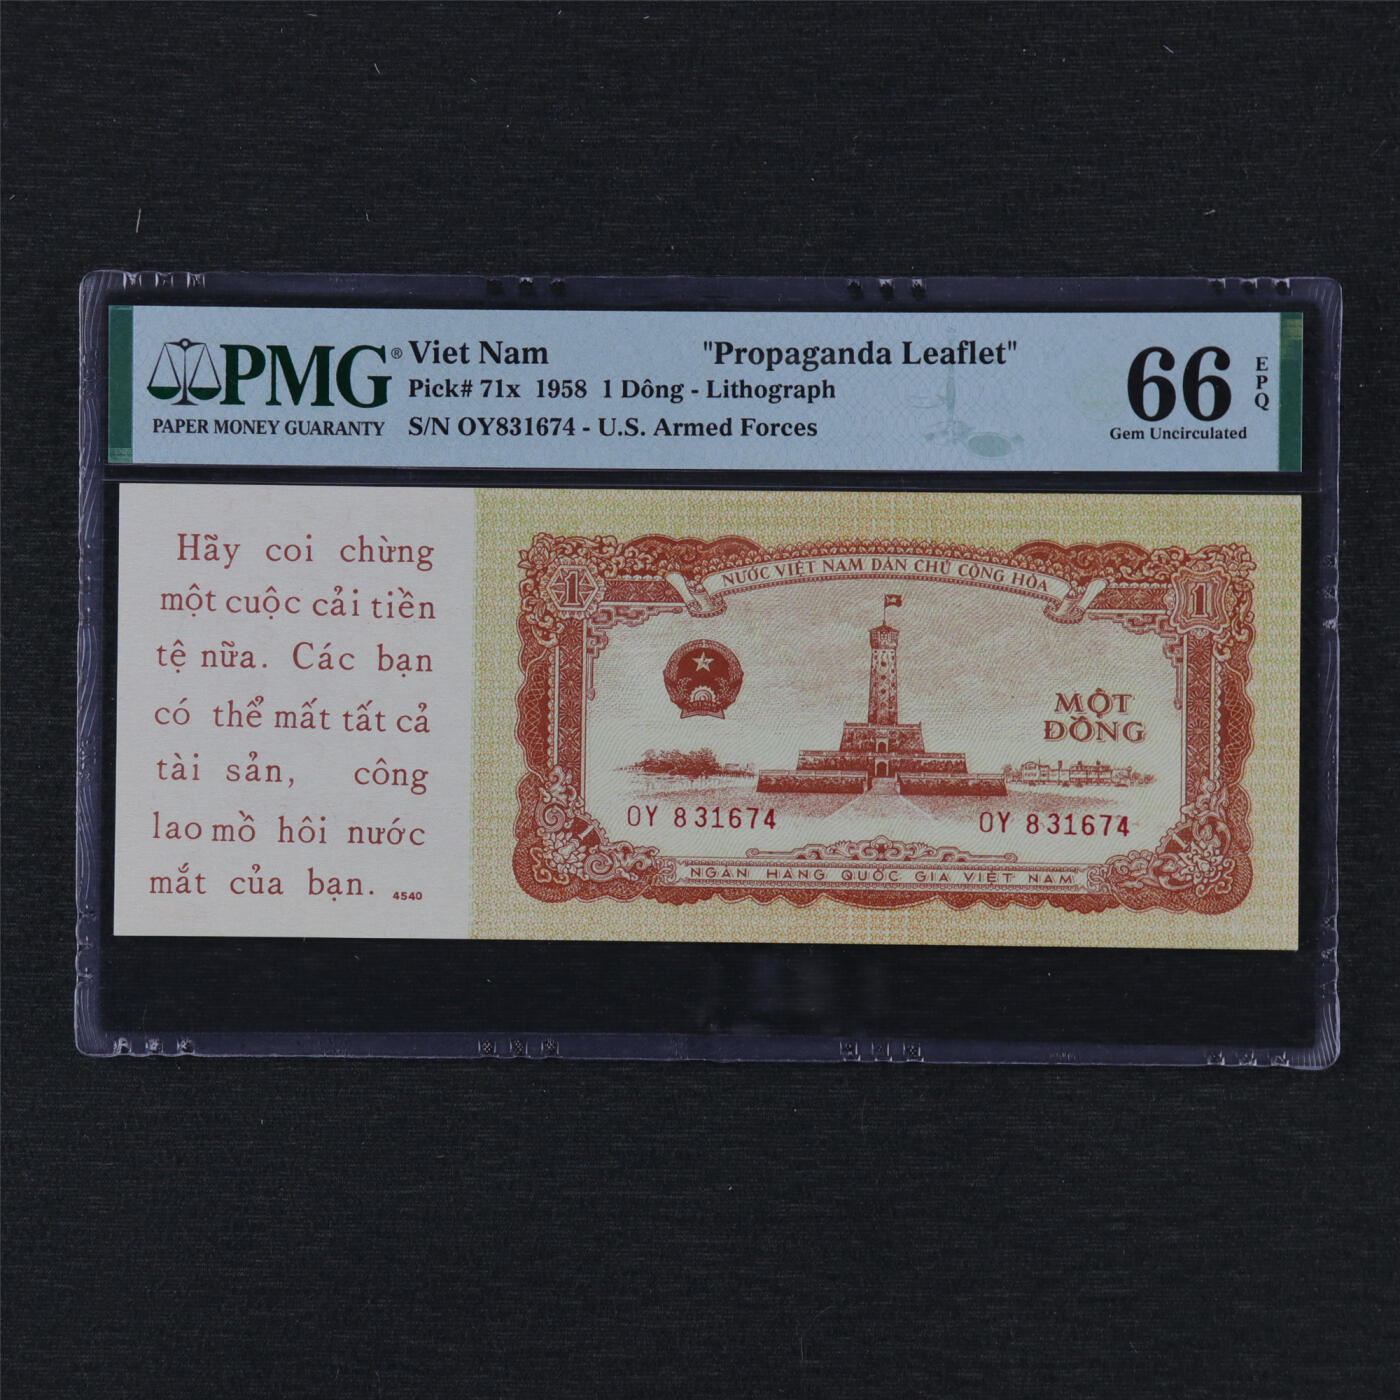 PMG®
PAPER MONEY GUARANTY
Viet Nam "Propaganda Leaflet"
Pick# 71x 1958 1 Dông - Lithograph
S/N OY831674 - U.S. Armed Forces
66
EPQ
Gem Uncirculated
Hãy coi chừng
một cuộc cải tiền
tệ nữa. Các bạn
có thể mất tất cả
tài sản, công
lao mồ hôi nước
mắt của bạn. 4540
NƯỚC VIỆT NAM DÂN CHỦ CỘNG HÒA
1 1
MỘT
ĐỒNG
OY 831674 OY 831674
1 1
NGÂN HÀNG QUỐC GIA VIỆT NAM